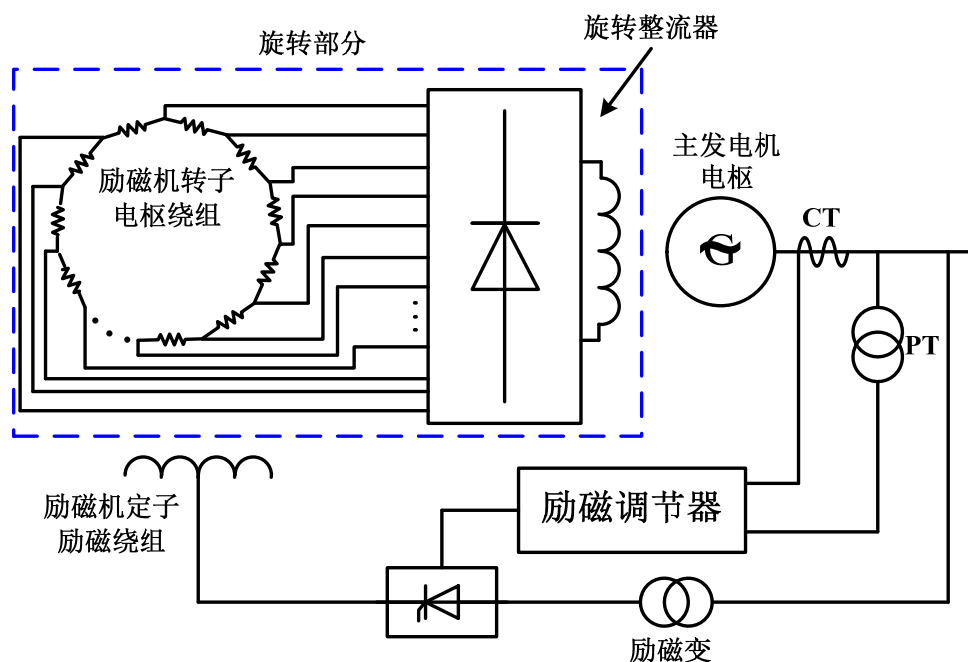 旋转部分
旋转整流器
励磁机转子
电枢绕组
主发电机
电枢
CT
G
PT
励磁机定子
励磁绕组
励磁调节器
励磁变